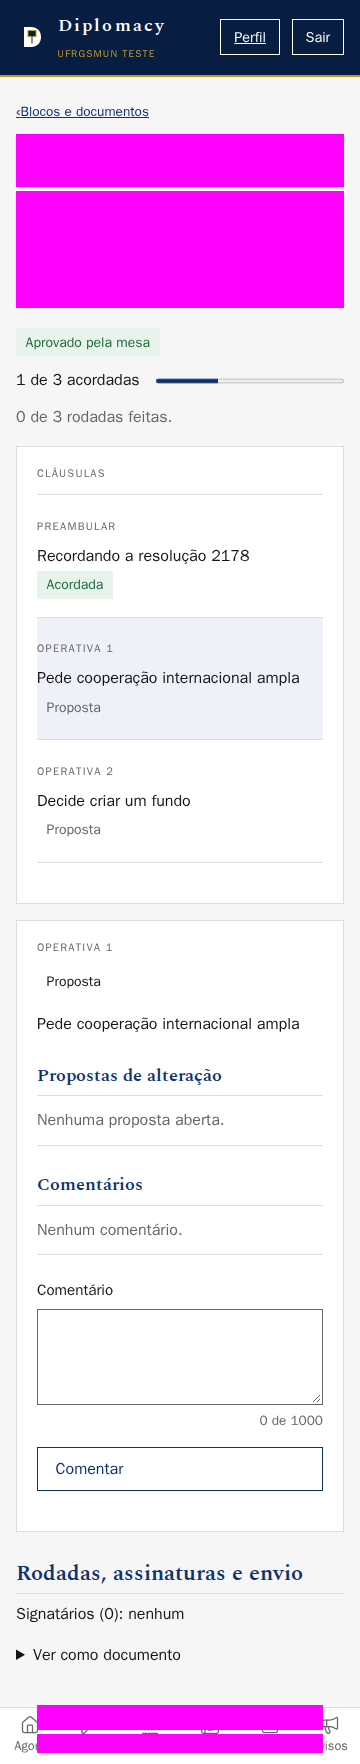 Diplomacy
UFRGSMUN TESTE
Perfil
Sair
‹Blocos e documentos
Aprovado pela mesa
1 de 3 acordadas
0 de 3 rodadas feitas.
CLÁUSULAS
PREAMBULAR
Recordando a resolução 2178
Acordada
OPERATIVA 1
Pede cooperação internacional ampla
Proposta
OPERATIVA 2
Decide criar um fundo
Proposta
OPERATIVA 1
Proposta
Pede cooperação internacional ampla
Propostas de alteração
Nenhuma proposta aberta.
Comentários
Nenhum comentário.
Comentário
0 de 1000
Comentar
Rodadas, assinaturas e envio
Signatários (0): nenhum
Ver como documento